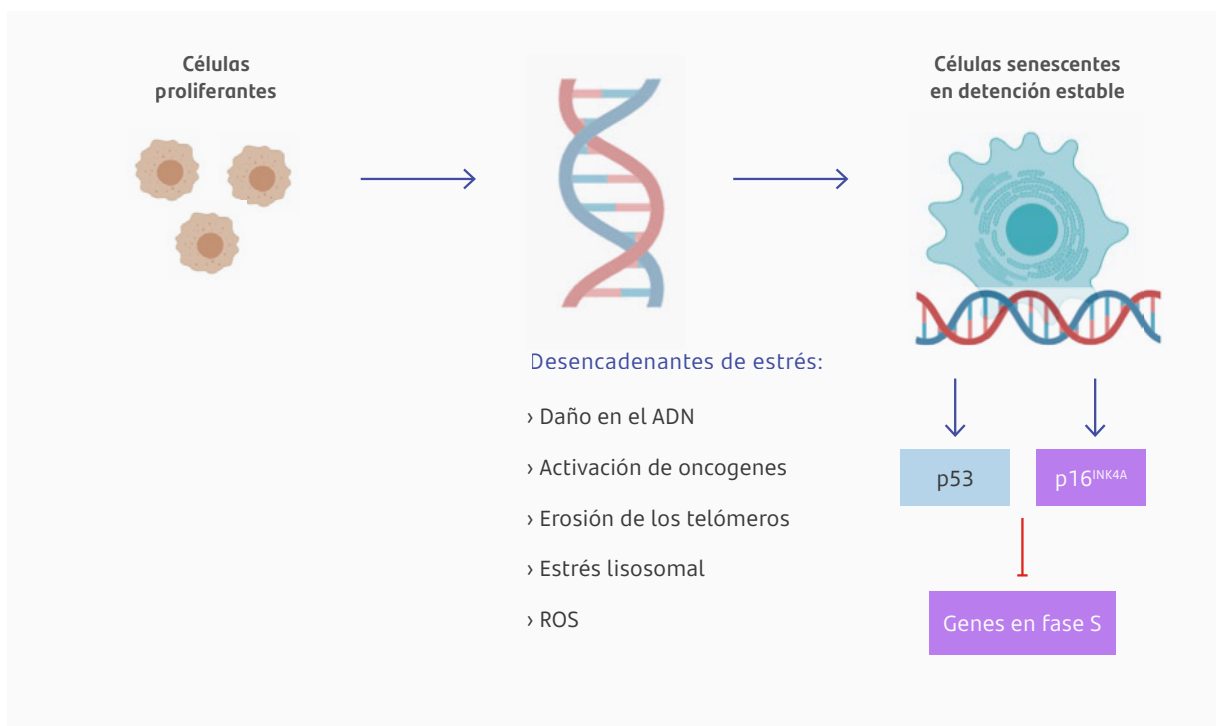 Células
proliferantes
Células senescentes
en detención estable
Desencadenantes de estrés:
› Daño en el ADN
› Activación de oncogenes
› Erosión de los telómeros
› Estrés lisosomal
› ROS
p53
p16INK4A
Genes en fase S